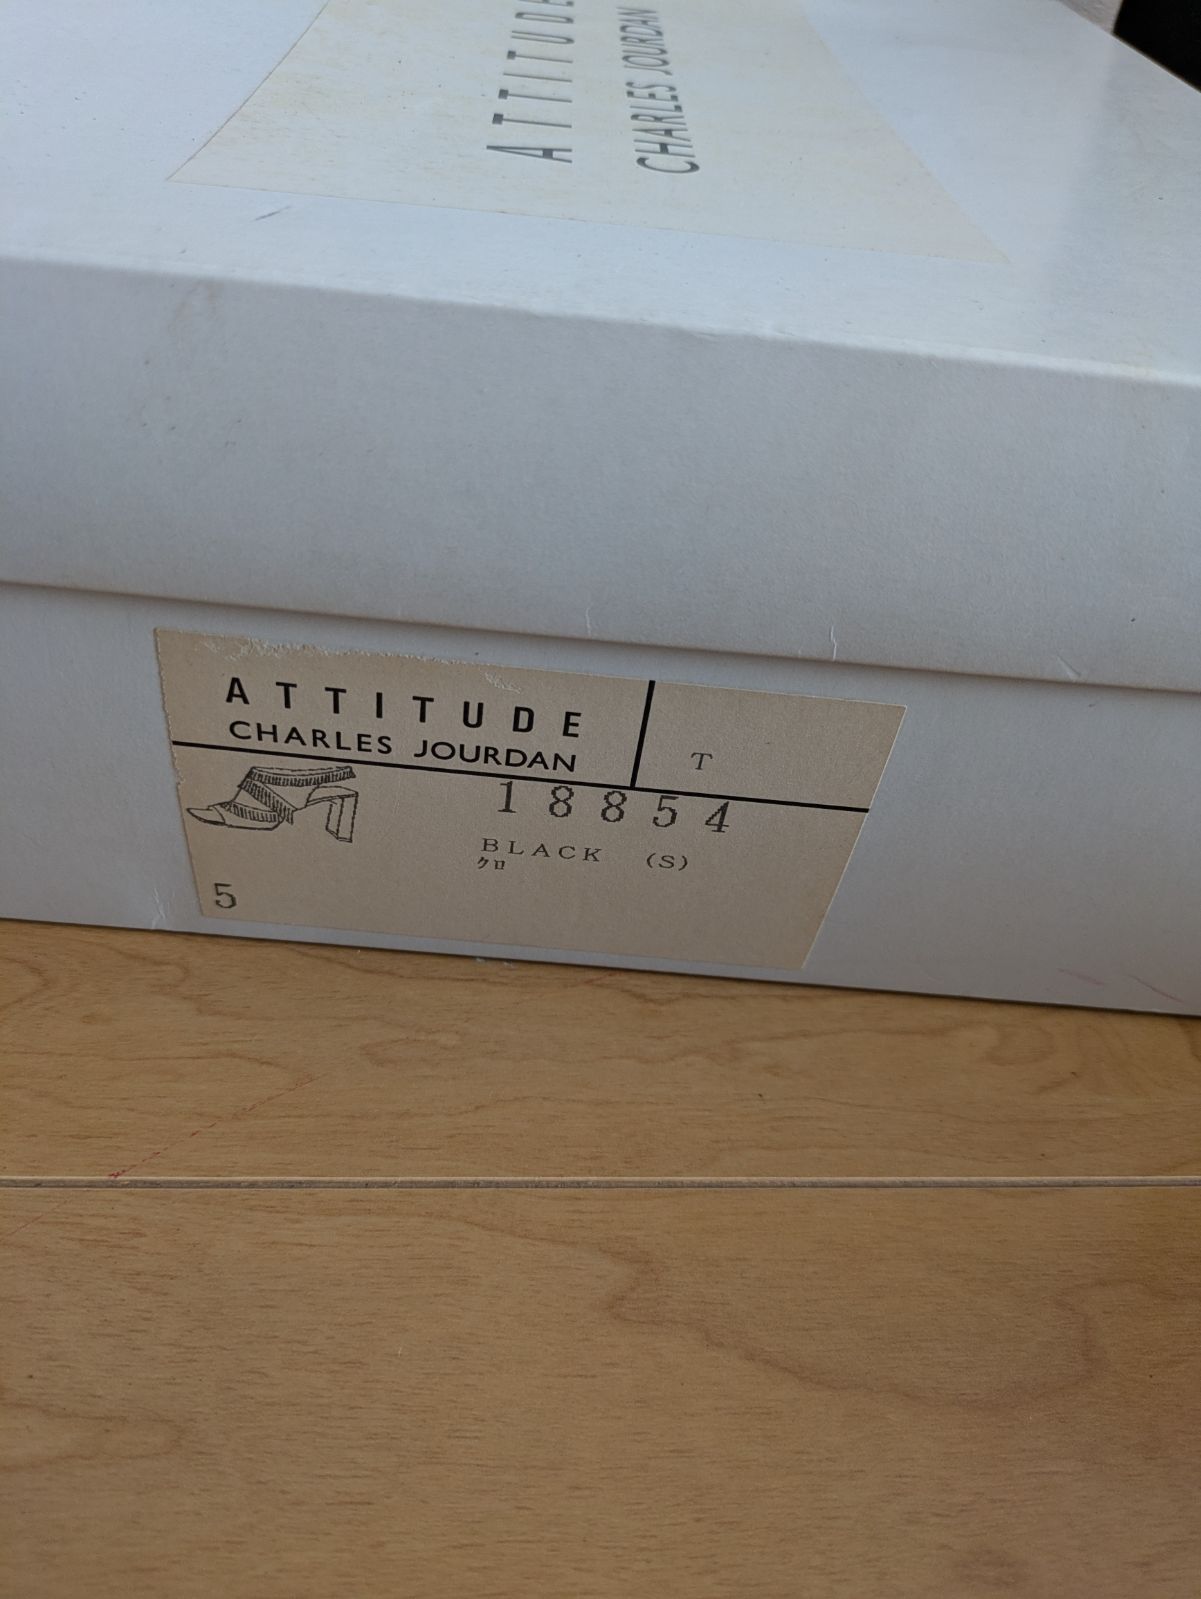 ATTITUDE
CHARLES JOURDAN
ATTITUDE
CHARLES JOURDAN
T
18854
BLACK (S)
クロ
5